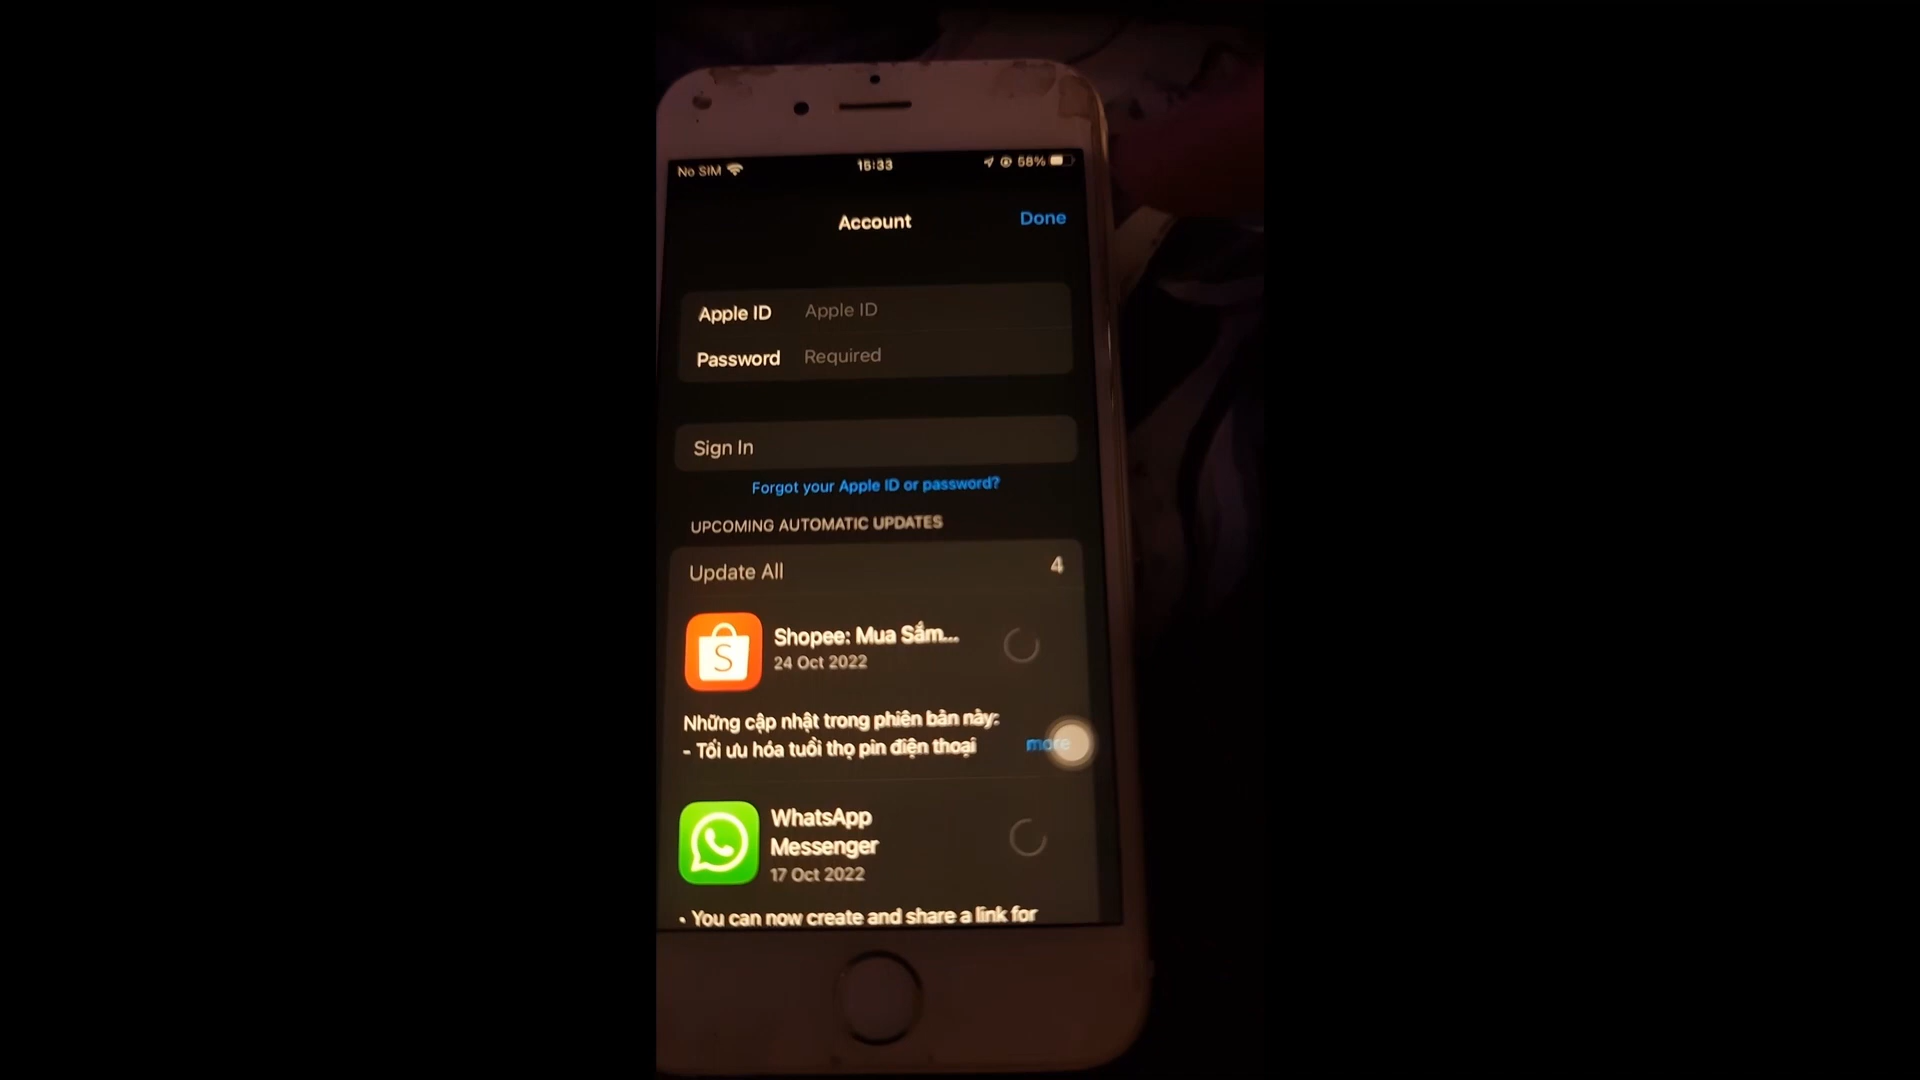 No SIM 15:33 58%
Account Done
Apple ID Apple ID
Password Required
Sign In
Forgot your Apple ID or password?
UPCOMING AUTOMATIC UPDATES
Update All 4
S
Shopee: Mua Sắm...
24 Oct 2022
Những cập nhật trong phiên bản này:
- Tối ưu hóa tuổi thọ pin điện thoại more
WhatsApp
Messenger
17 Oct 2022
• You can now create and share a link for